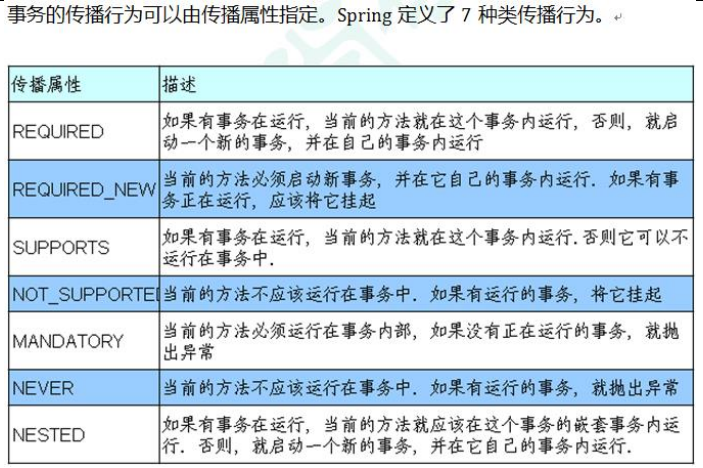 事务的传播行为可以由传播属性指定。Spring 定义了 7 种类传播行为。
传播属性 描述
REQUIRED 如果有事务在运行，当前的方法就在这个事务内运行，否则，就启
动一个新的事务，并在自己的事务内运行
REQUIRED_NEW 当前的方法必须启动新事务，并在它自己的事务内运行. 如果有事
务正在运行，应该将它挂起
SUPPORTS 如果有事务在运行，当前的方法就在这个事务内运行.否则它可以不
运行在事务中.
NOT_SUPPORTE 当前的方法不应该运行在事务中. 如果有运行的事务，将它挂起
MANDATORY 当前的方法必须运行在事务内部，如果没有正在运行的事务，就抛
出异常
NEVER 当前的方法不应该运行在事务中. 如果有运行的事务，就抛出异常
NESTED 如果有事务在运行，当前的方法就应该在这个事务的嵌套事务内运
行. 否则，就启动一个新的事务，并在它自己的事务内运行.